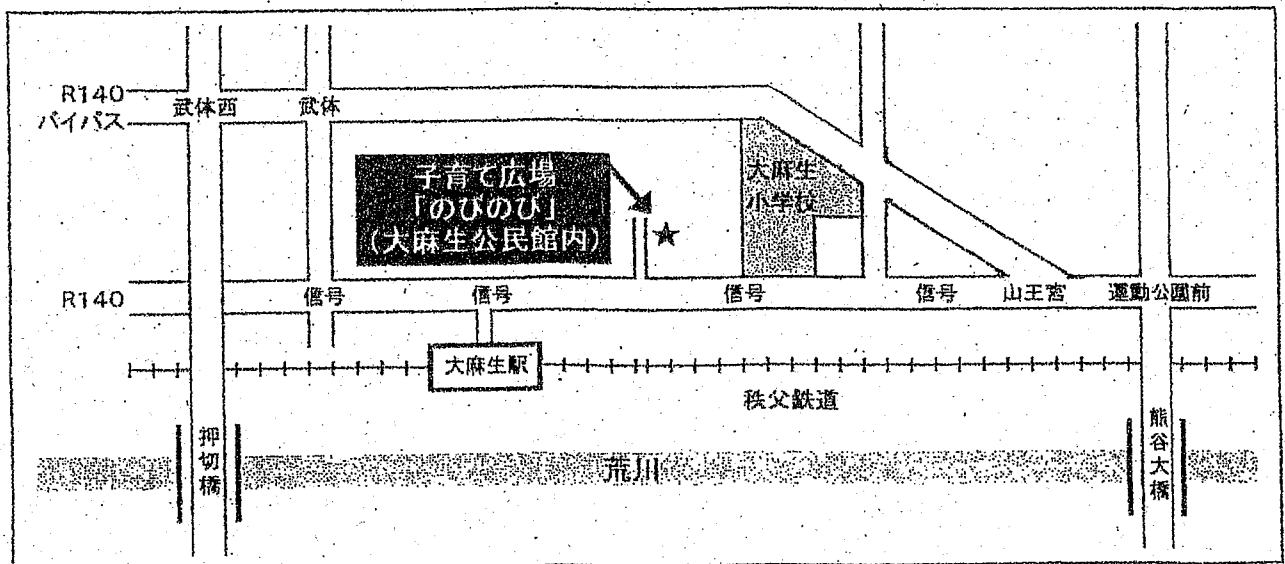 R140
バイパス
武体西
武体
子育て広場
「のびのび」
(大麻生公民館内)
大麻生
小学校
R140
信号
信号
信号
信号
山王宮
運動公園前
大麻生駅
秩父鉄道
押切橋
荒川
熊谷大橋